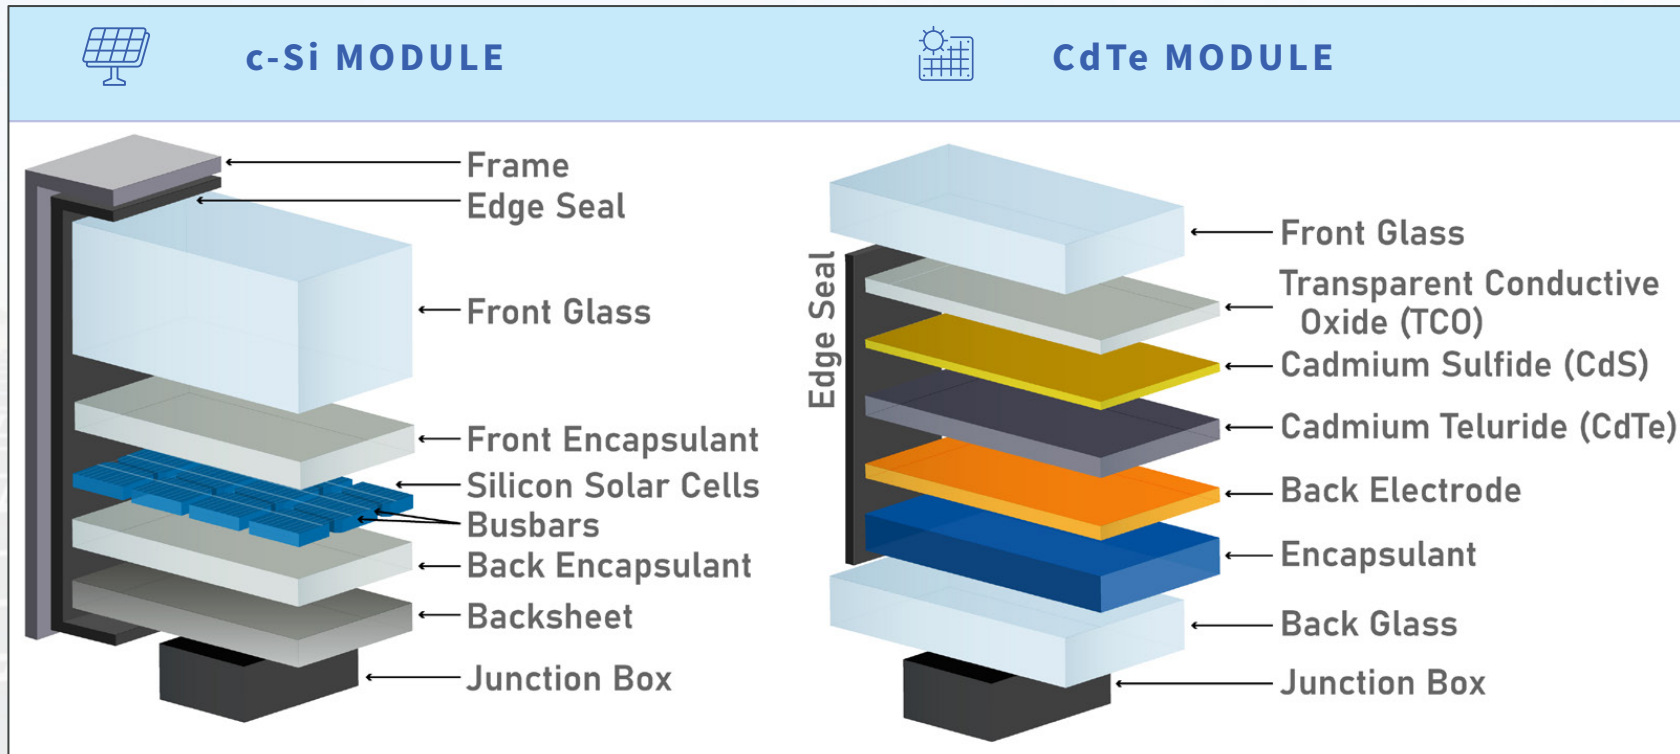 c-Si MODULE
Frame
Edge Seal
Front Glass
Front Encapsulant
Silicon Solar Cells
Busbars
Back Encapsulant
Backsheet
Junction Box
CdTe MODULE
Edge Seal
Front Glass
Transparent Conductive
Oxide (TCO)
Cadmium Sulfide (CdS)
Cadmium Teluride (CdTe)
Back Electrode
Encapsulant
Back Glass
Junction Box